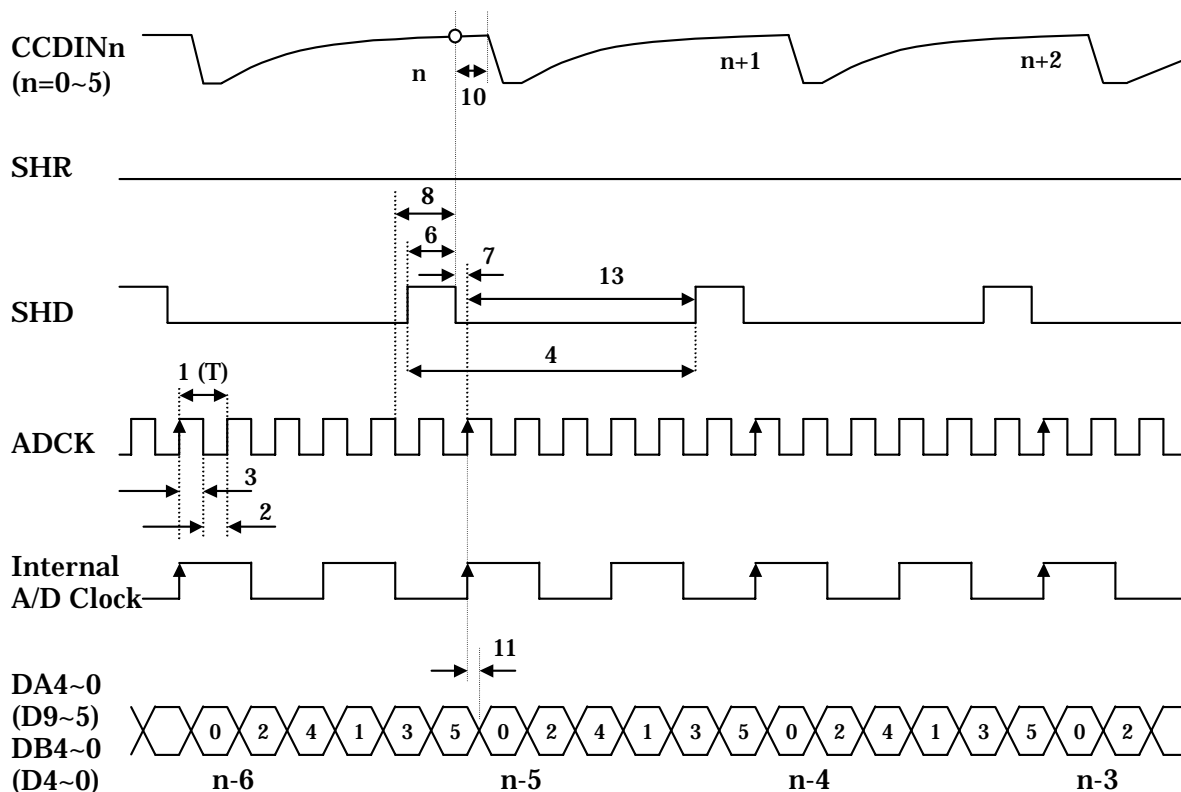 CCDINn
(n=0~5)
n
10
n+1
n+2
SHR
8
6
7
13
SHD
4
1 (T)
ADCK
3
2
Internal
A/D Clock
11
DA4~0
(D9~5)
DB4~0
(D4~0)
0 2 4 1 3 5 0 2 4 1 3 5 0 2 4 1 3 5 0 2
n-6 n-5 n-4 n-3